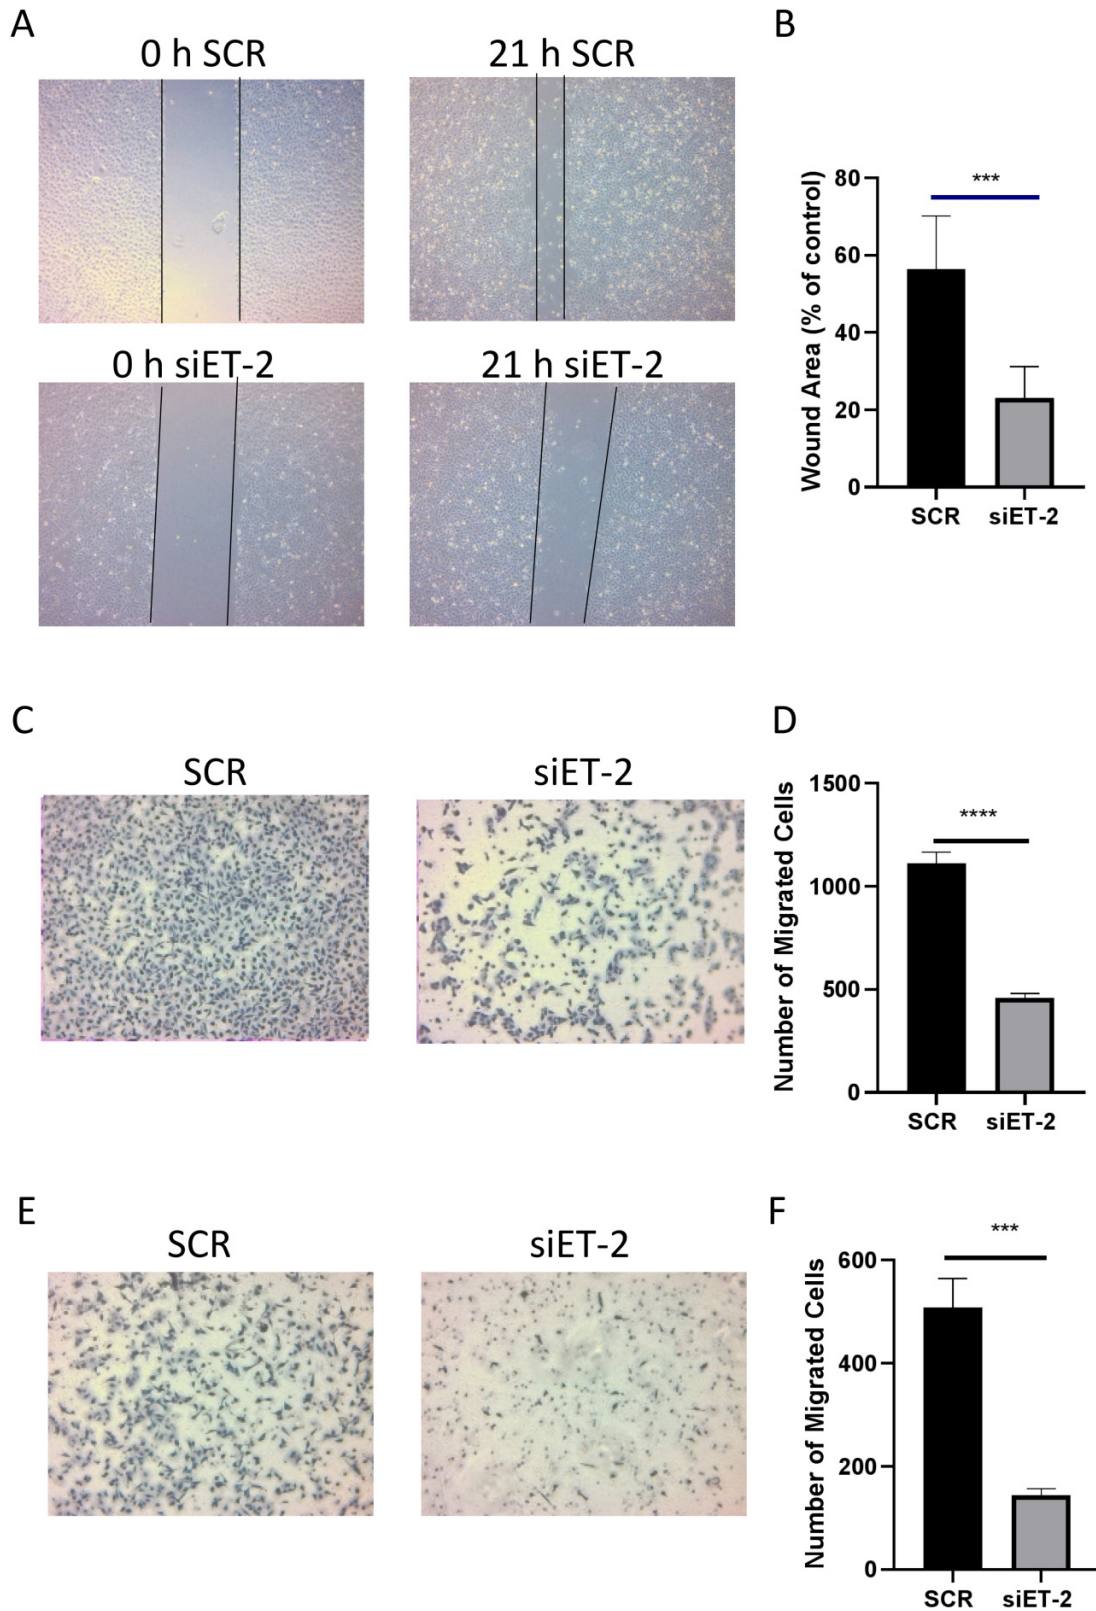 A
0 h SCR
21 h SCR
0 h siET-2
21 h siET-2
B
Wound Area (% of control)
80
60
40
20
0
***
SCR
siET-2
C
SCR
siET-2
D
Number of Migrated Cells
1500
1000
500
0
****
SCR
siET-2
E
SCR
siET-2
F
Number of Migrated Cells
600
400
200
0
***
SCR
siET-2